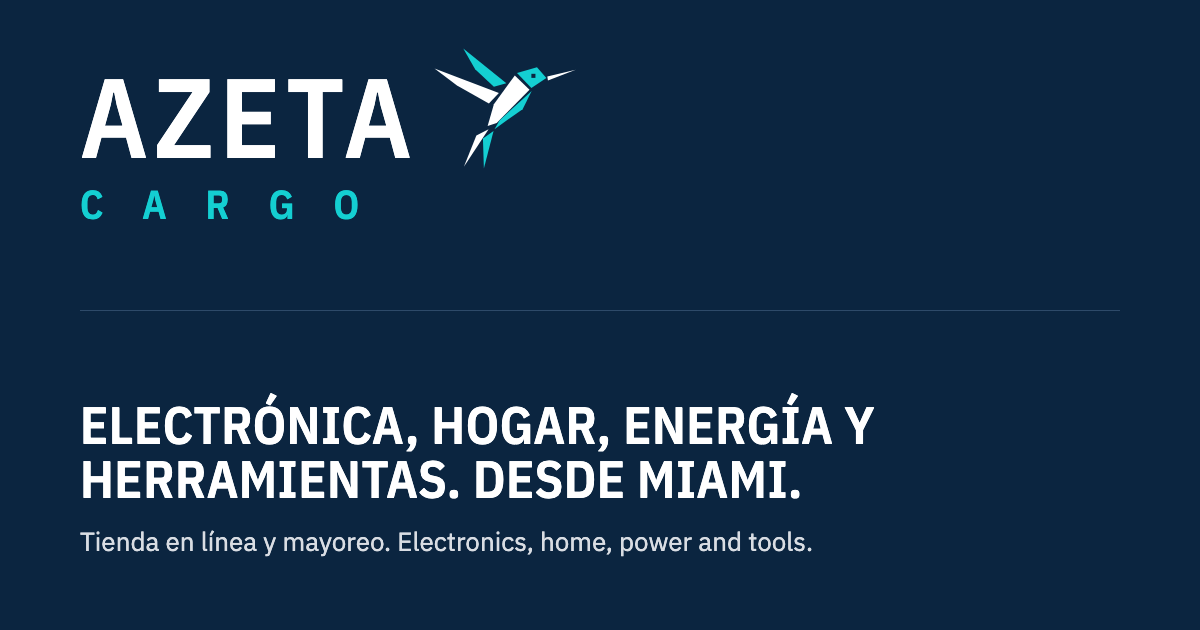 AZETA
CARGO
ELECTRÓNICA, HOGAR, ENERGÍA Y
HERRAMIENTAS. DESDE MIAMI.
Tienda en línea y mayoreo. Electronics, home, power and tools.